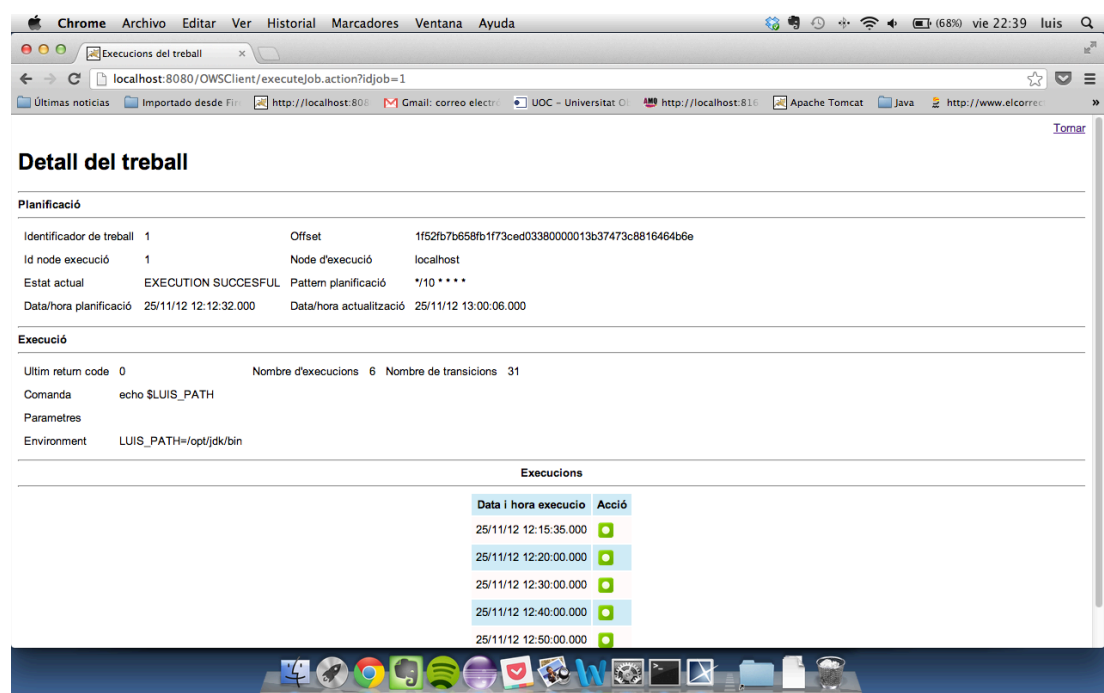 Chrome Archivo Editar Ver Historial Marcadores Ventana Ayuda (68%) vie 22:39 luis
Execucions del treball
localhost:8080/OWSClient/executeJob.action?idjob=1
Últimas noticias Importado desde Fir http://localhost:808 Gmail: correo electró UOC - Universitat O http://localhost:816 Apache Tomcat Java http://www.elcorreo »
Tornar
Detall del treball
Planificació
Identificador de treball 1 Offset 1f52fb7b658fb1f73ced03380000013b37473c8816464b6e
Id node execució 1 Node d'execució localhost
Estat actual EXECUTION SUCCESFUL Pattern planificació */10 * * * *
Data/hora planificació 25/11/12 12:12:32.000 Data/hora actualització 25/11/12 13:00:06.000
Execució
Ultim return code 0 Nombre d'execucions 6 Nombre de transicions 31
Comanda echo $LUIS_PATH
Parametres
Environment LUIS_PATH=/opt/jdk/bin
Execucions
Data i hora execucio Acció
25/11/12 12:15:35.000
25/11/12 12:20:00.000
25/11/12 12:30:00.000
25/11/12 12:40:00.000
25/11/12 12:50:00.000